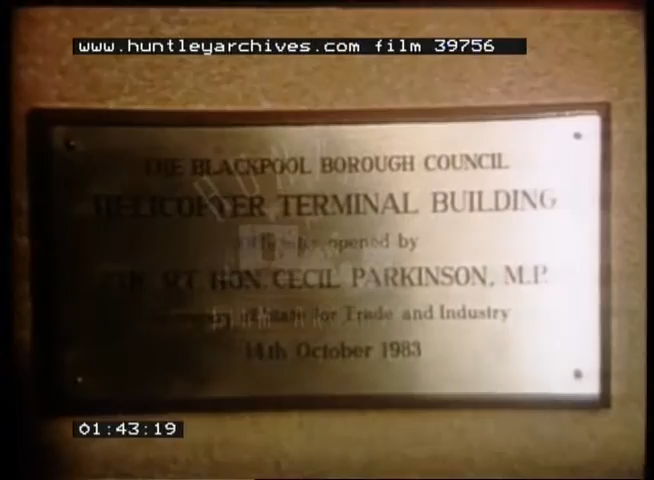 www.huntleyarchives.com film 39756
THE BLACKPOOL BOROUGH COUNCIL
HELICOPTER TERMINAL BUILDING
opened by
RT. HON. CECIL PARKINSON, M.P.
for Trade and Industry
14th October 1983
01:43:19